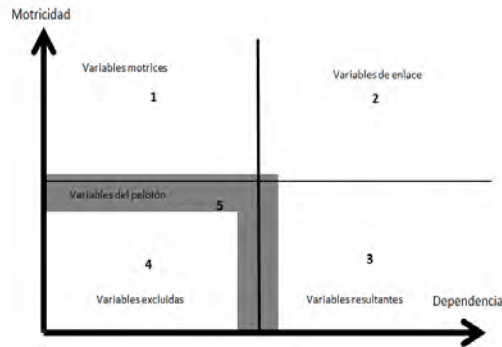 Motricidad
Variables motrices
1
Variables de enlace
2
Variables del pelotón
5
4
3
Variables excluidas
Variables resultantes
Dependencia